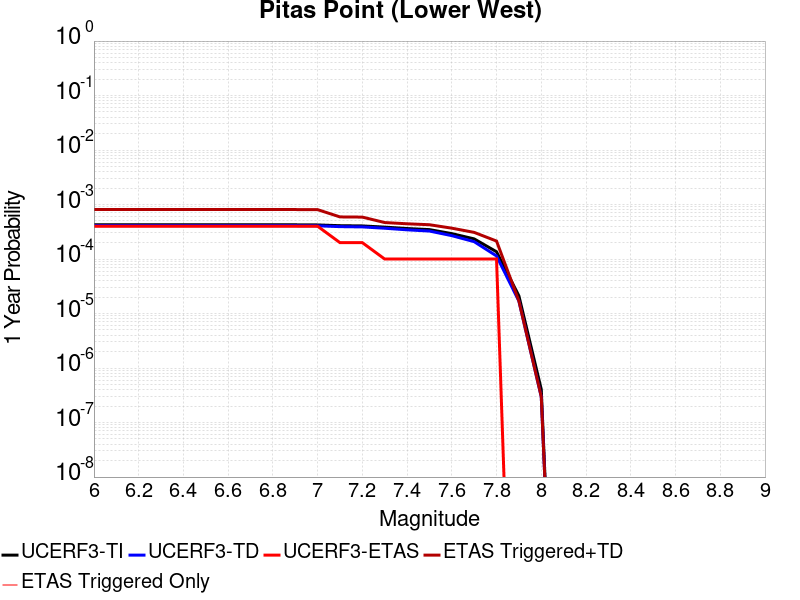 Pitas Point (Lower West)
10 0
10 -1
10 -2
10 -3
10 -4
10 -5
10 -6
10 -7
10 -8
1 Year Probability
6 6.2 6.4 6.6 6.8 7 7.2 7.4 7.6 7.8 8 8.2 8.4 8.6 8.8 9
Magnitude
UCERF3-TI UCERF3-TD UCERF3-ETAS ETAS Triggered+TD
ETAS Triggered Only